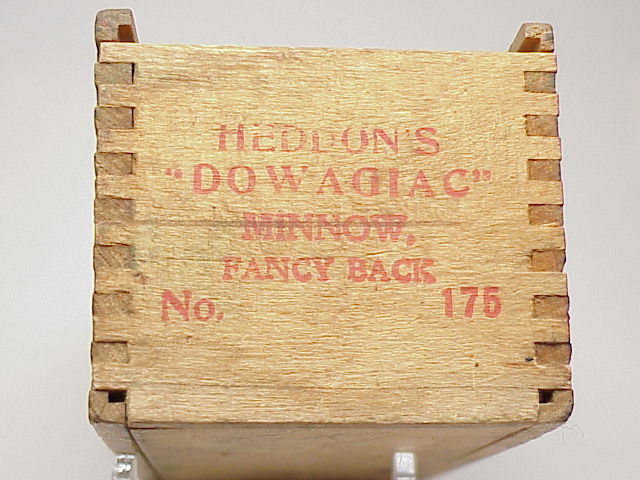 HEDDON'S
"DOWAGIAC"
MINNOW,
FANCY BACK
No. 175